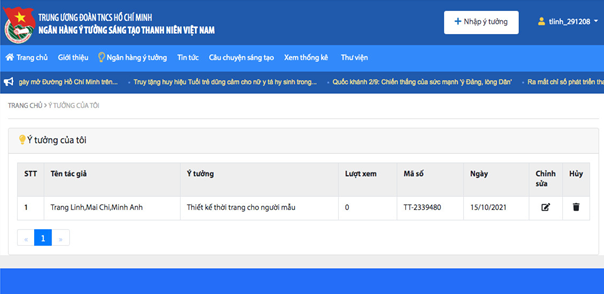 TRUNG ƯƠNG ĐOÀN TNCS HỒ CHÍ MINH
NGÂN HÀNG Ý TƯỞNG SÁNG TẠO THANH NIÊN VIỆT NAM
+ Nhập ý tưởng
tlinh_291208
Trang chủ Giới thiệu Ngân hàng ý tưởng Tin tức Câu chuyện sáng tạo Xem thống kê Thư viện
gày mở Đường Hồ Chí Minh trên... - Truy tặng huy hiệu Tuổi trẻ dũng cảm cho nữ y tá hy sinh trong... - Quốc khánh 2/9: Chiến thắng của sức mạnh 'ý Đảng, lòng Dân' - Ra mắt chỉ số phát triển tha
TRANG CHỦ > Ý TƯỞNG CỦA TÔI
Ý tưởng của tôi
STT Tên tác giả Ý tưởng Lượt xem Mã số Ngày Chỉnh sửa Hủy
1 Trang Linh,Mai Chi,Minh Anh Thiết kế thời trang cho người mẫu 0 TT-2339480 15/10/2021
« 1 »